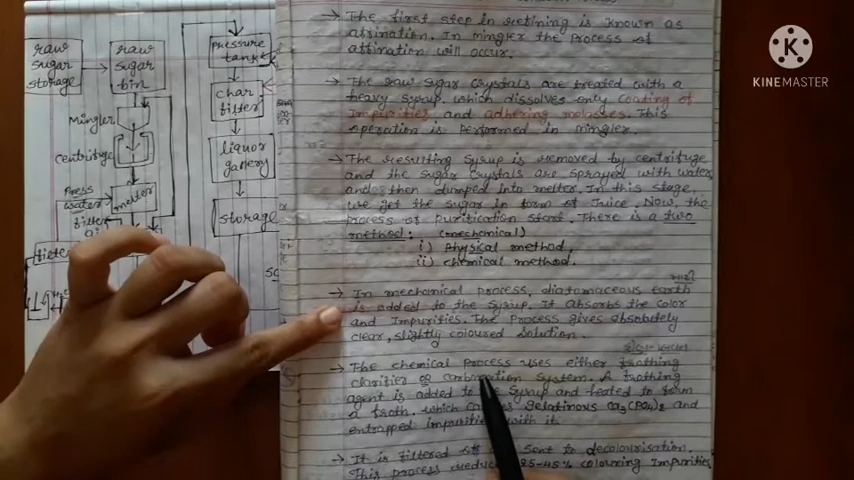 raw sugar storage
raw sugar bin
Mingler
Centrifuge
Press water
filter
melter
pressure tank
char filter
liquor gallery
storage
KINEMASTER
→ The first step in refining is known as
affination. In mingler the process of
affination will occur.
→ The raw sugar crystals are treated with a
heavy syrup. which dissolves only coating of
Impurities and adhering molasses. This
operation is performed in mingler.
→ The resulting syrup is removed by centrifuge
and the sugar crystals are sprayed with water
and then dumped into meltor. In this stage,
we get the sugar in form of Juice. Now, the
process of purification start. There is a two
method: (mechanical)
i) Physical method,
ii) chemical method.
→ In mechanical process, diatomaceous earth
is added to the syrup. It absorbs the color
and Impurities. The process gives absolutely
clear, slightly coloured solution.
→ The chemical process uses either frothing
clarifier or carbonation system. A frothing
agent is added to the syrup and heated to form
a froth. which gelatinous ca3(PO4)2 and
entrapped impurities with it.
→ It is filtered sent to decolourisation.
This process 25-45% colouring Impurities